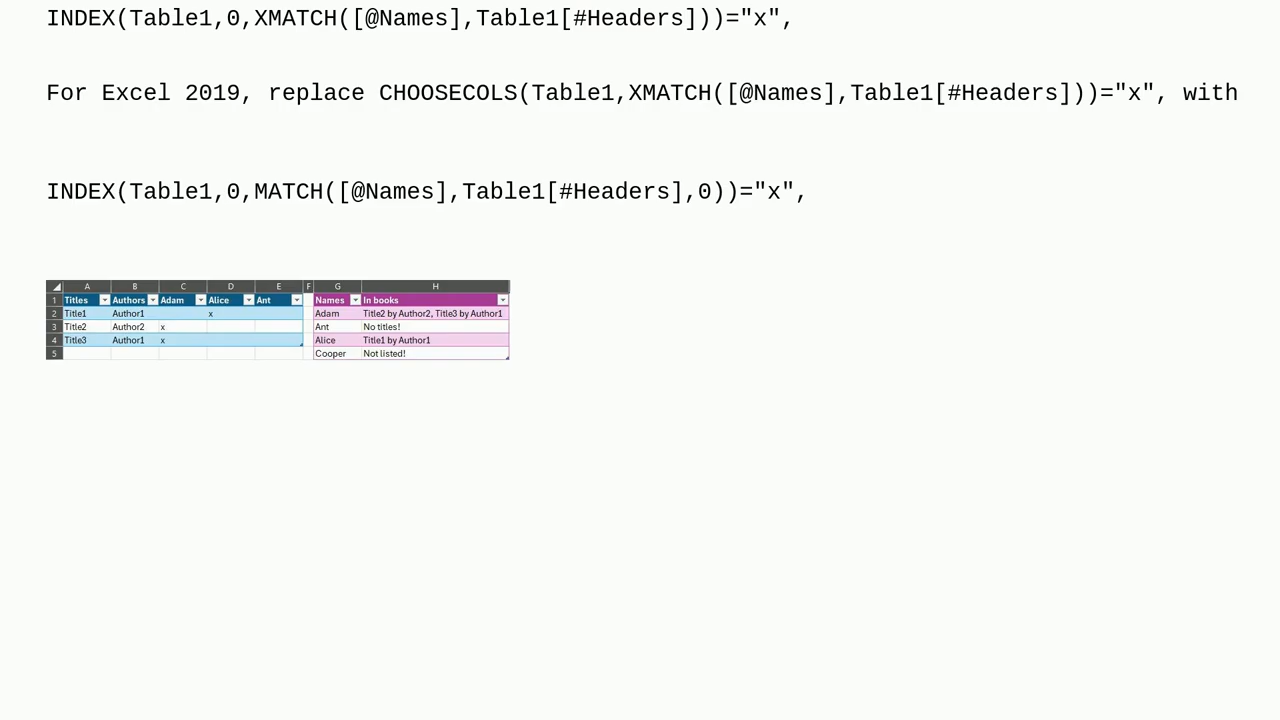 INDEX(Table1,0,XMATCH([@Names],Table1[#Headers]))="x",
For Excel 2019, replace CHOOSECOLS(Table1,XMATCH([@Names],Table1[#Headers]))="x", with
INDEX(Table1,0,MATCH([@Names],Table1[#Headers],0))="x",
A B C D E F G H
1 Titles Authors Adam Alice Ant Names In books
2 Title1 Author1 x Adam Title2 by Author2, Title3 by Author1
3 Title2 Author2 x Ant No titles!
4 Title3 Author1 x Alice Title1 by Author1
5 Cooper Not listed!